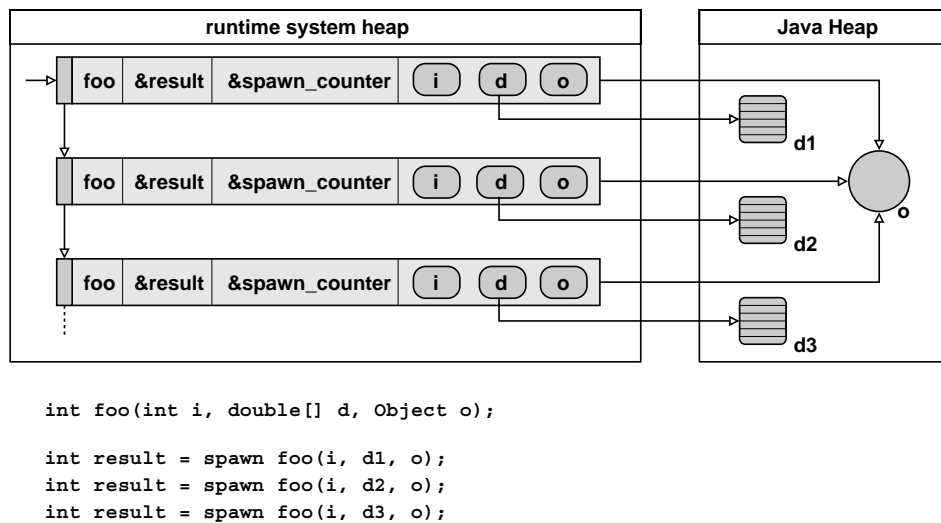 runtime system heap
Java Heap
foo &result &spawn_counter i d o
d1
foo &result &spawn_counter i d o
o
d2
foo &result &spawn_counter i d o
d3
int foo(int i, double[] d, Object o);
int result = spawn foo(i, d1, o);
int result = spawn foo(i, d2, o);
int result = spawn foo(i, d3, o);